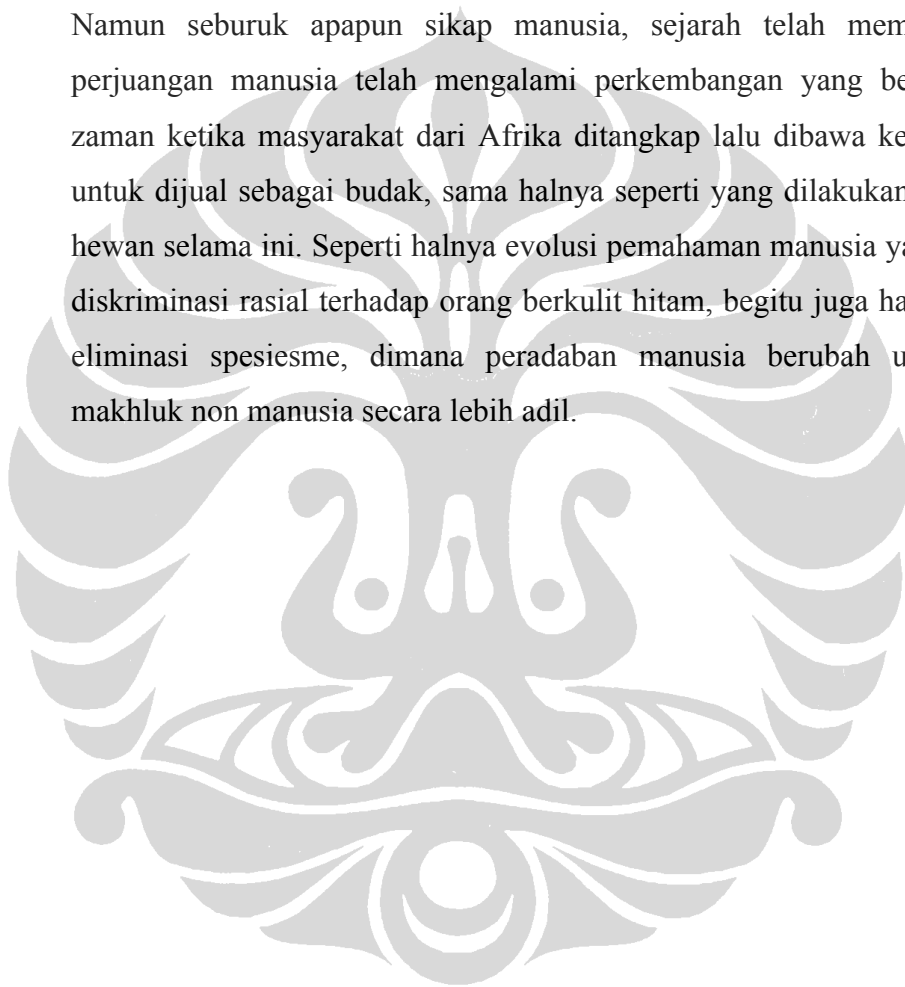 Namun seburuk apapun sikap manusia, sejarah telah mem
perjuangan manusia telah mengalami perkembangan yang be
zaman ketika masyarakat dari Afrika ditangkap lalu dibawa ke
untuk dijual sebagai budak, sama halnya seperti yang dilakukan
hewan selama ini. Seperti halnya evolusi pemahaman manusia ya
diskriminasi rasial terhadap orang berkulit hitam, begitu juga ha
eliminasi spesiesme, dimana peradaban manusia berubah u
makhluk non manusia secara lebih adil.